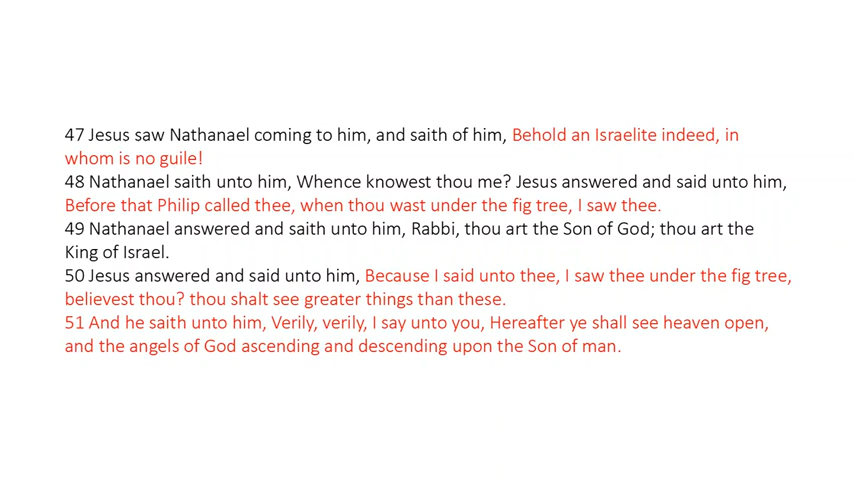 47 Jesus saw Nathanael coming to him, and saith of him, Behold an Israelite indeed, in
whom is no guile!
48 Nathanael saith unto him, Whence knowest thou me? Jesus answered and said unto him,
Before that Philip called thee, when thou wast under the fig tree, I saw thee.
49 Nathanael answered and saith unto him, Rabbi, thou art the Son of God; thou art the
King of Israel.
50 Jesus answered and said unto him, Because I said unto thee, I saw thee under the fig tree,
believest thou? thou shalt see greater things than these.
51 And he saith unto him, Verily, verily, I say unto you, Hereafter ye shall see heaven open,
and the angels of God ascending and descending upon the Son of man.